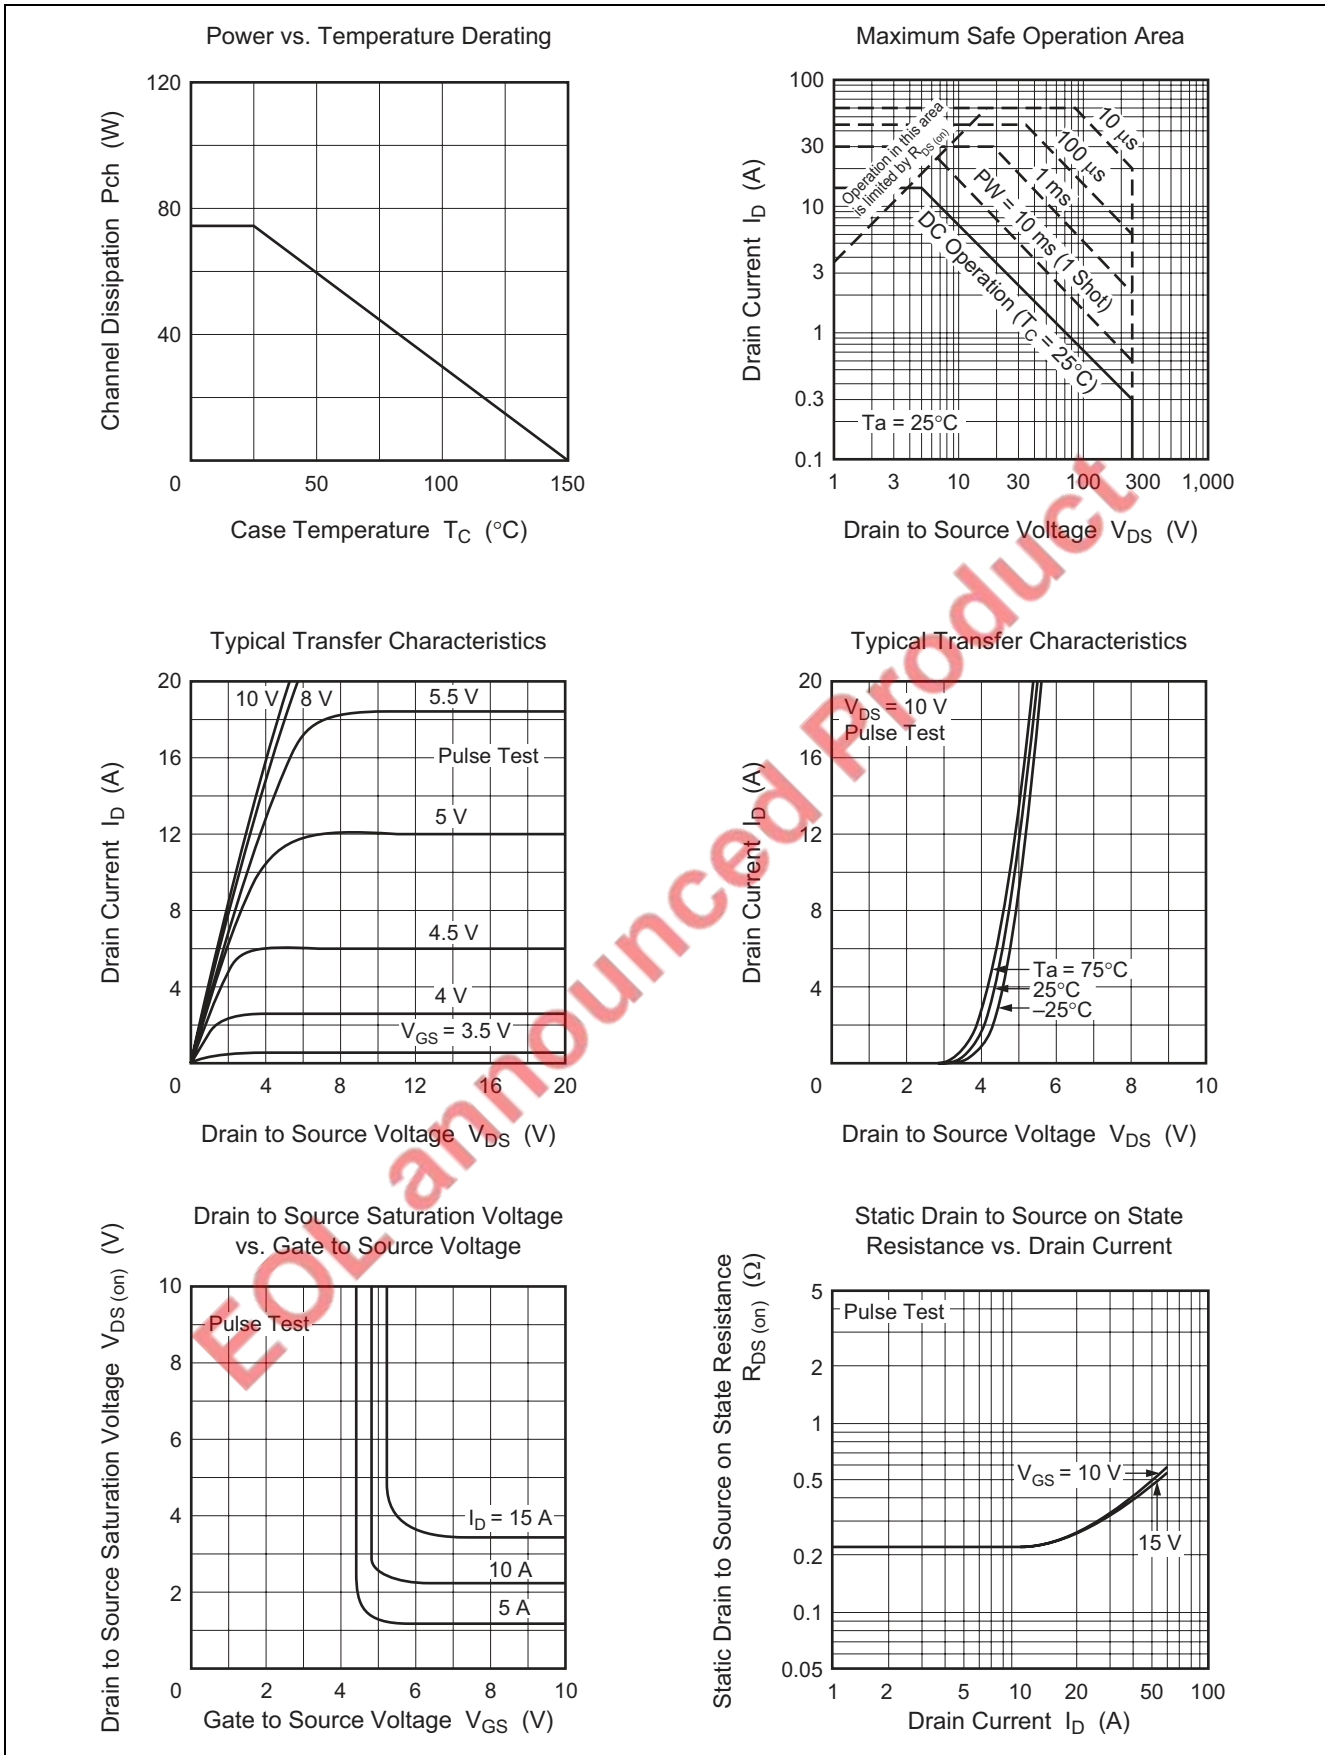 Power vs. Temperature Derating
Channel Dissipation Pch (W)
120
80
40
0
50
100
150
Case Temperature TC (°C)
Maximum Safe Operation Area
Drain Current ID (A)
100
30
10
3
1
0.3
0.1
Operation in this area
is limited by RDS (on)
10 µs
100 µs
1 ms
PW = 10 ms (1 Shot)
DC Operation (TC = 25°C)
Ta = 25°C
1
3
10
30
100
300
1,000
Drain to Source Voltage VDS (V)
Typical Transfer Characteristics
Drain Current ID (A)
20
16
12
8
4
0
10 V
8 V
5.5 V
Pulse Test
5 V
4.5 V
4 V
VGS = 3.5 V
4
8
12
16
20
Drain to Source Voltage VDS (V)
Typical Transfer Characteristics
Drain Current ID (A)
20
16
12
8
4
0
VDS = 10 V
Pulse Test
Ta = 75°C
25°C
–25°C
2
4
6
8
10
Drain to Source Voltage VDS (V)
Drain to Source Saturation Voltage
vs. Gate to Source Voltage
Drain to Source Saturation Voltage VDS (on) (V)
10
8
6
4
2
0
Pulse Test
ID = 15 A
10 A
5 A
2
4
6
8
10
Gate to Source Voltage VGS (V)
Static Drain to Source on State
Resistance vs. Drain Current
Static Drain to Source on State Resistance
RDS (on) (Ω)
5
2
1
0.5
0.2
0.1
0.05
Pulse Test
VGS = 10 V
15 V
1
2
5
10
20
50
100
Drain Current ID (A)
EOL announced Product